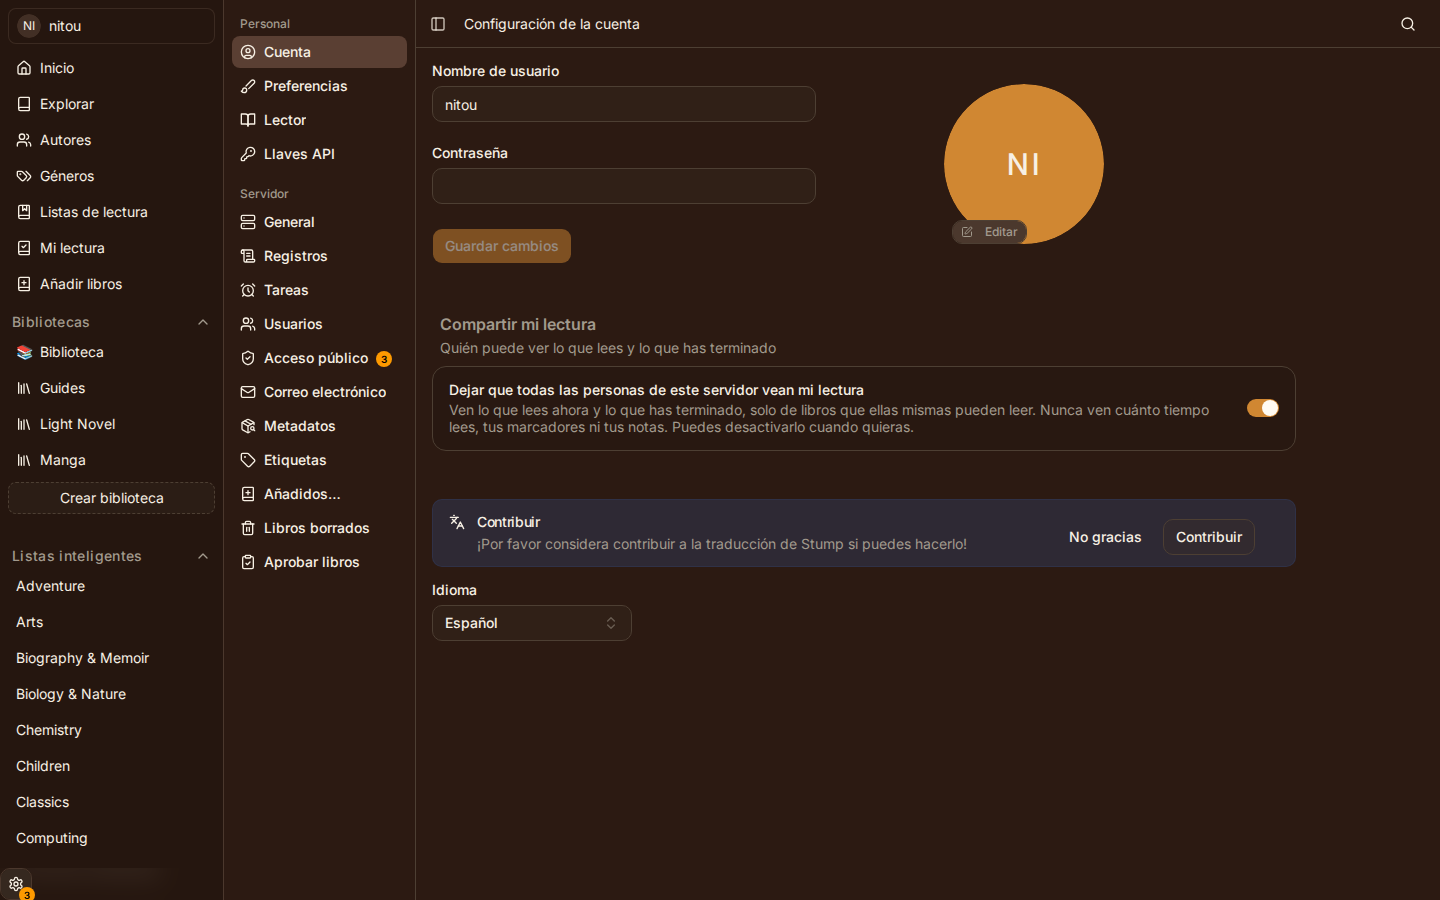 NI nitou
Inicio
Explorar
Autores
Géneros
Listas de lectura
Mi lectura
Añadir libros
Bibliotecas
Biblioteca
Guides
Light Novel
Manga
Crear biblioteca
Listas inteligentes
Adventure
Arts
Biography & Memoir
Biology & Nature
Chemistry
Children
Classics
Computing
3
Personal
Cuenta
Preferencias
Lector
Llaves API
Servidor
General
Registros
Tareas
Usuarios
Acceso público 3
Correo electrónico
Metadatos
Etiquetas
Añadidos...
Libros borrados
Aprobar libros
Configuración de la cuenta
Nombre de usuario
nitou
Contraseña
Guardar cambios
NI
Editar
Compartir mi lectura
Quién puede ver lo que lees y lo que has terminado
Dejar que todas las personas de este servidor vean mi lectura
Ven lo que lees ahora y lo que has terminado, solo de libros que ellas mismas pueden leer. Nunca ven cuánto tiempo
lees, tus marcadores ni tus notas. Puedes desactivarlo cuando quieras.
Contribuir
¡Por favor considera contribuir a la traducción de Stump si puedes hacerlo!
No gracias
Contribuir
Idioma
Español